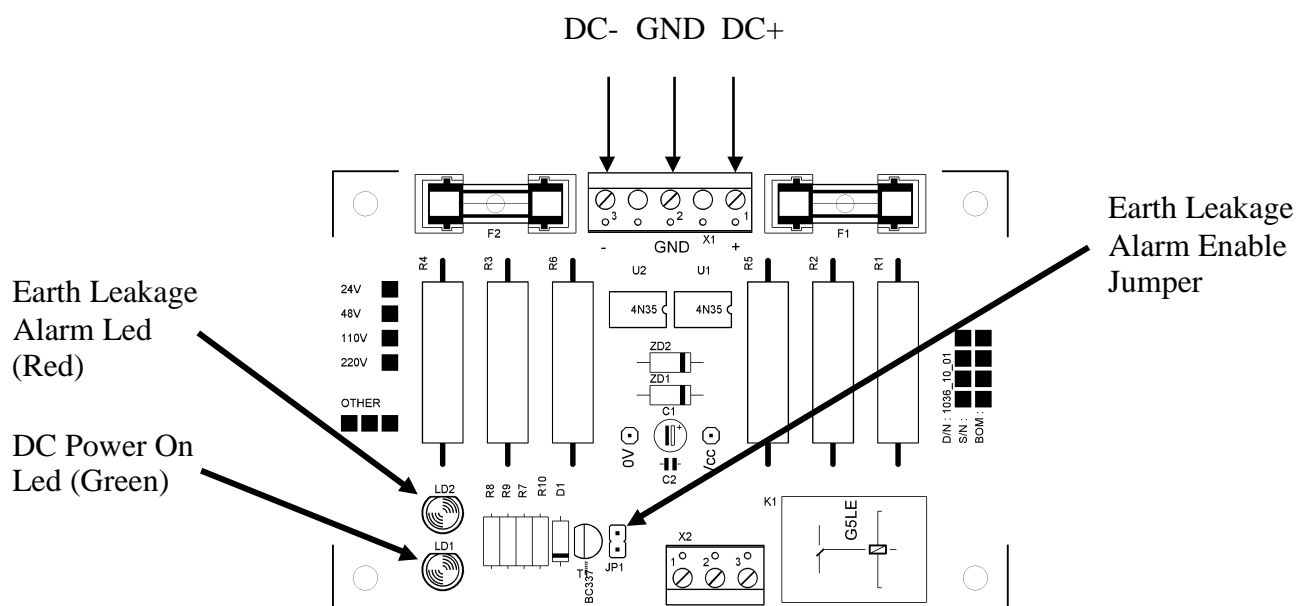 DC- GND DC+
Earth Leakage
Alarm Enable
Jumper
Earth Leakage
Alarm Led
(Red)
DC Power On
Led (Green)
F2
3
2
1
X1
F1
-
GND
+
R4
R3
R6
U2
U1
R5
R2
R1
4N35
4N35
24V
48V
110V
220V
OTHER
ZD2
ZD1
C1
+
0V
Vcc
C2
D/N : 1036_10_01
S/N :
BOM :
LD2
LD1
R8
R9
R7
R10
D1
BC337
JP1
X2
1
2
3
K1
G5LE